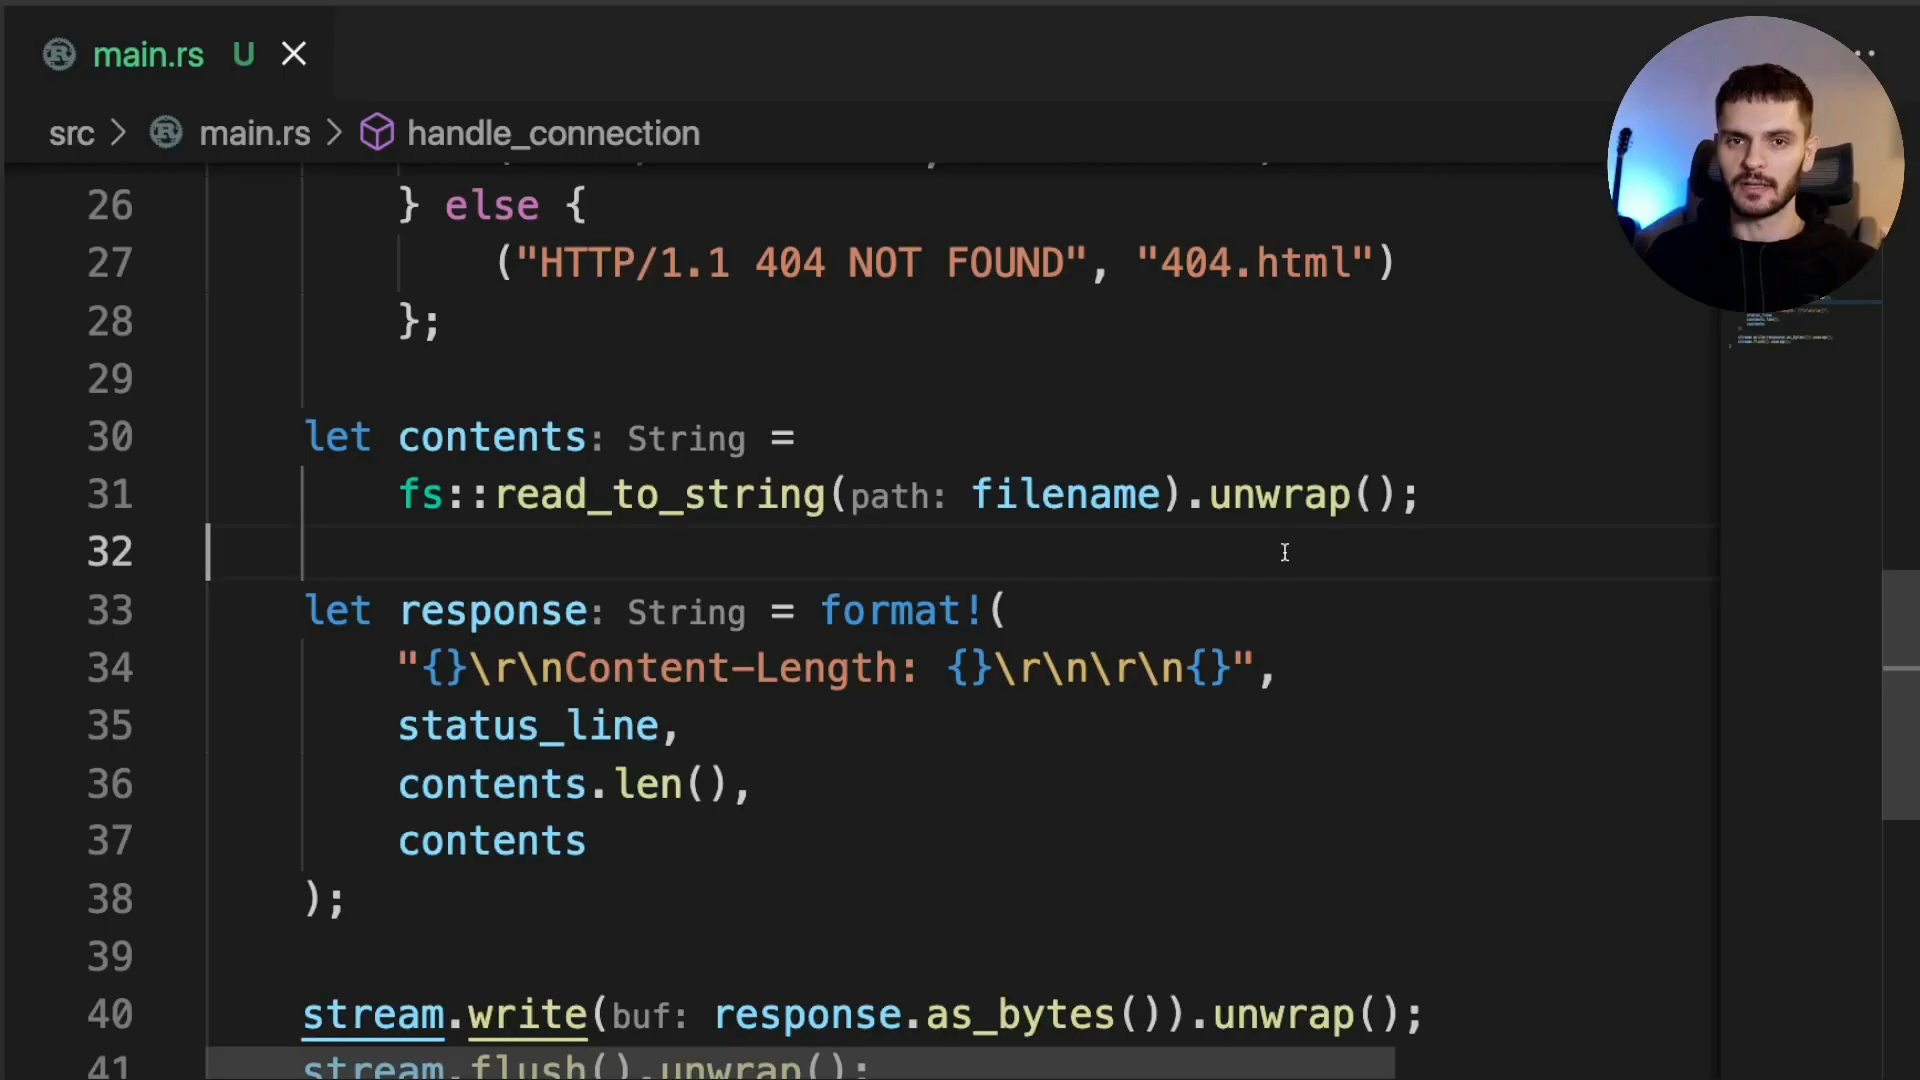 main.rs U
src > main.rs > handle_connection
26 } else {
27 ("HTTP/1.1 404 NOT FOUND", "404.html")
28 };
29
30 let contents: String =
31 fs::read_to_string(path: filename).unwrap();
32
33 let response: String = format!(
34 "{}\r\nContent-Length: {}\r\n\r\n{}",
35 status_line,
36 contents.len(),
37 contents
38 );
39
40 stream.write(buf: response.as_bytes()).unwrap();
41 stream.flush().unwrap();